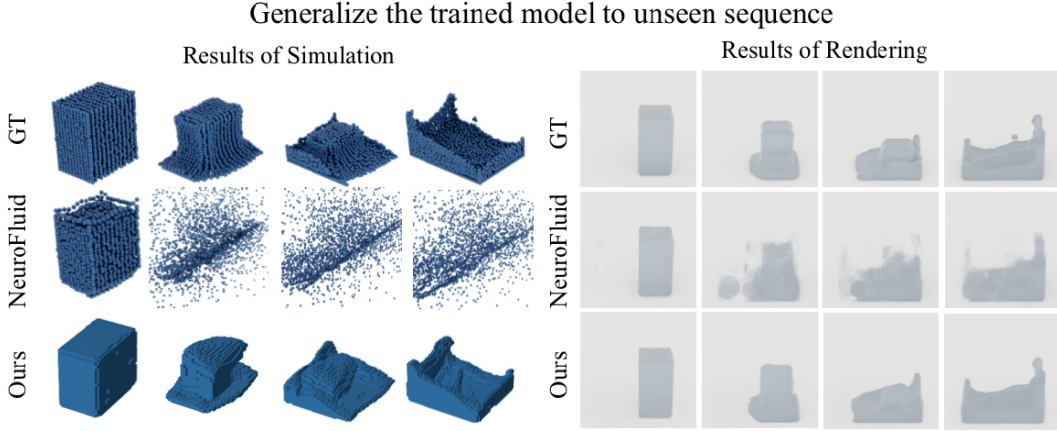 Generalize the trained model to unseen sequence
Results of Simulation
Results of Rendering
GT
NeuroFluid
Ours
GT
NeuroFluid
Ours